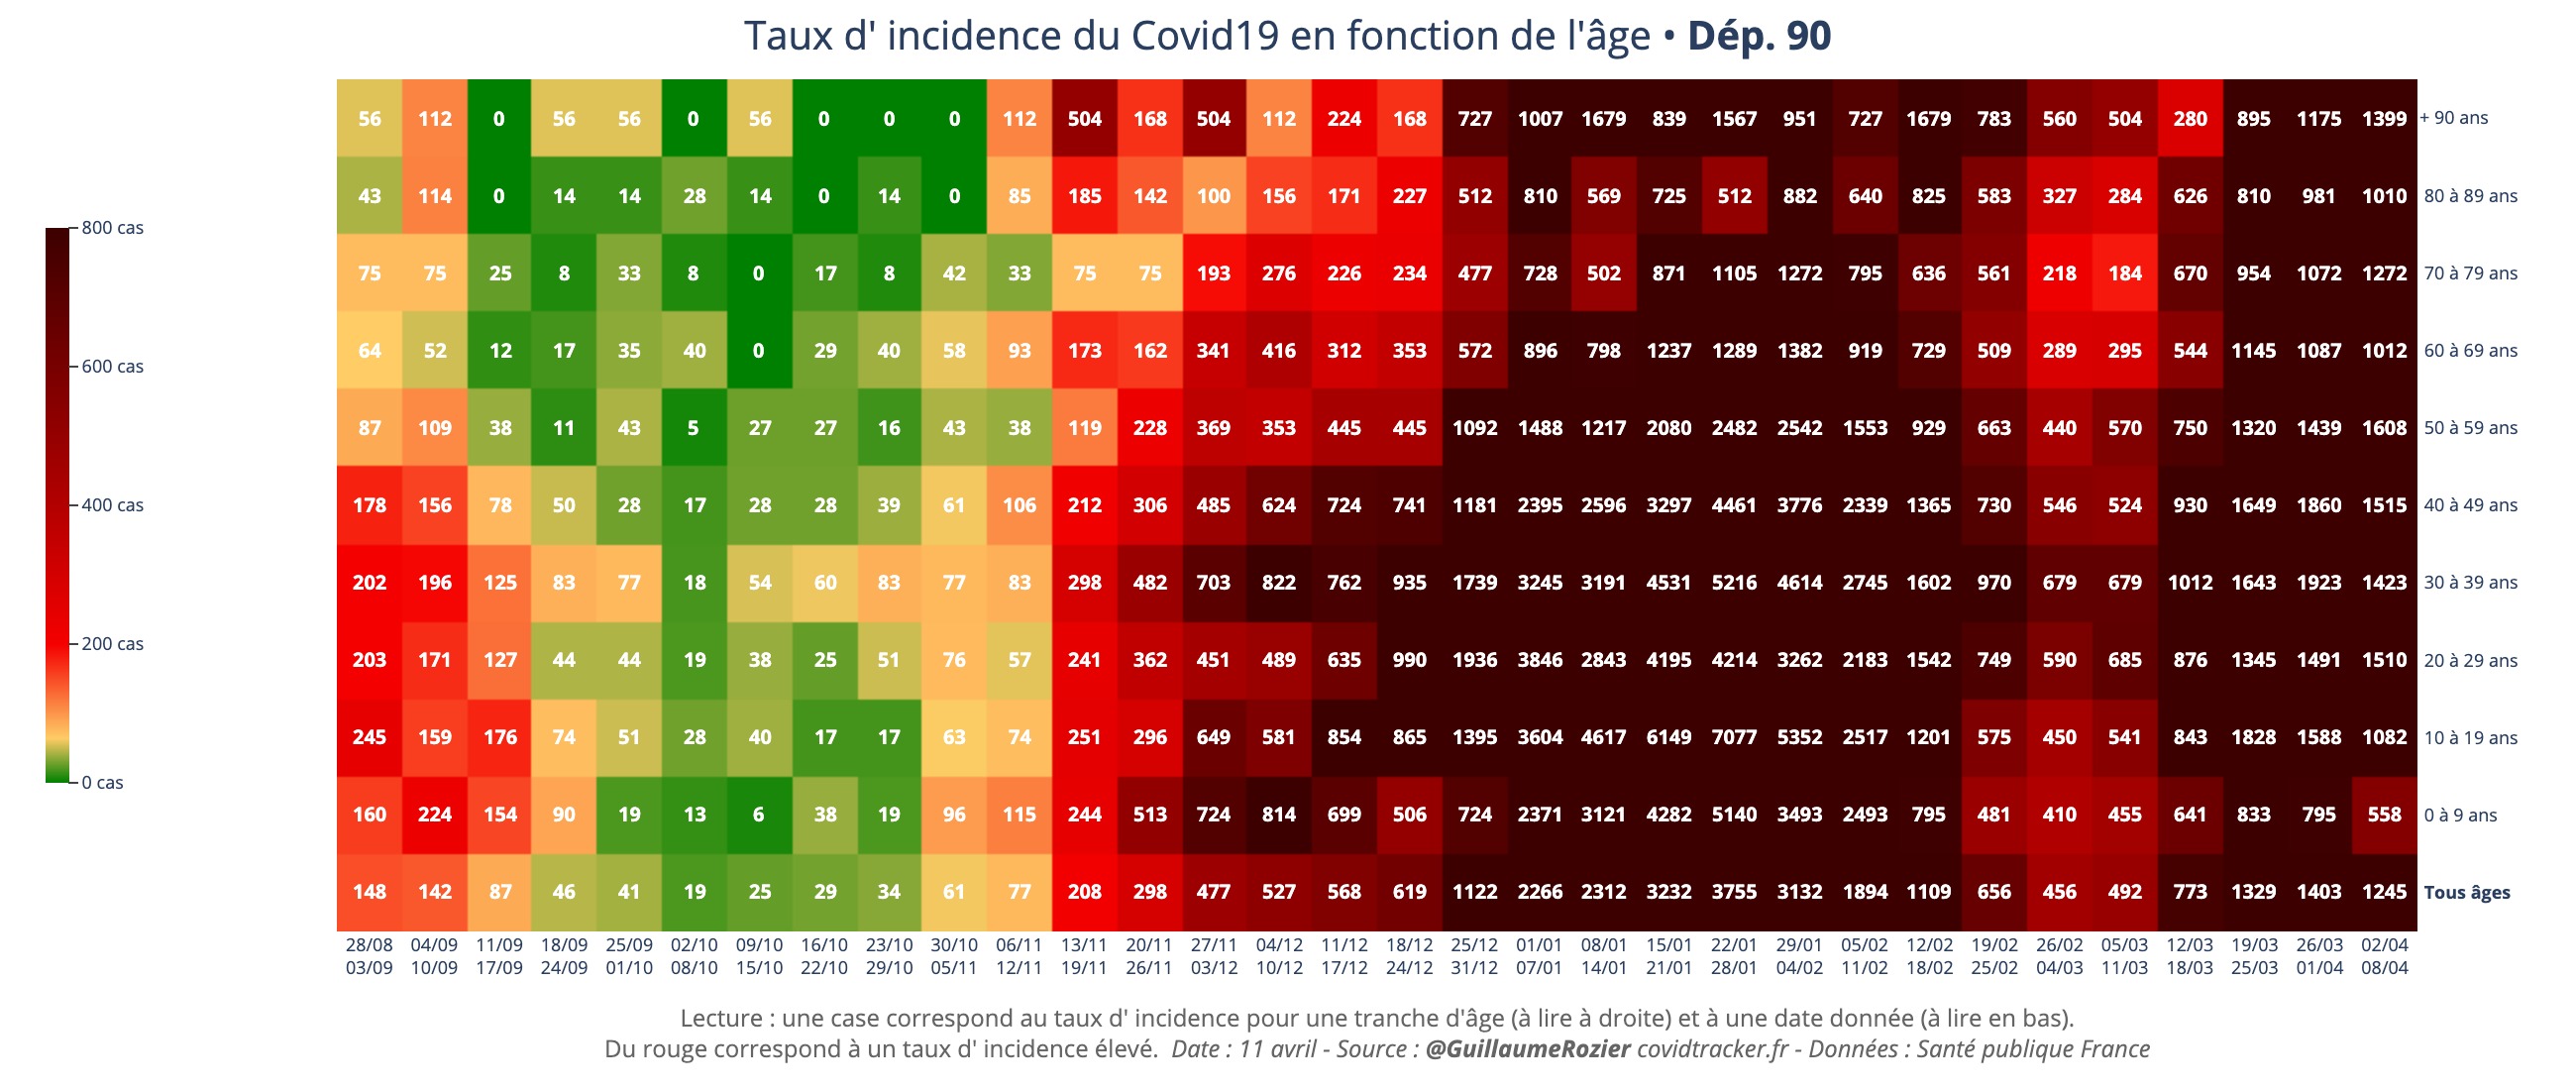 Taux d' incidence du Covid19 en fonction de l'âge • Dép. 90
56 112 0 56 56 0 56 0 0 0 112 504 168 504 112 224 168 727 1007 1679 839 1567 951 727 1679 783 560 504 280 895 1175 1399 + 90 ans
43 114 0 14 14 28 14 0 14 0 85 185 142 100 156 171 227 512 810 569 725 512 882 640 825 583 327 284 626 810 981 1010 80 à 89 ans
800 cas
75 75 25 8 33 8 0 17 8 42 33 75 75 193 276 226 234 477 728 502 871 1105 1272 795 636 561 218 184 670 954 1072 1272 70 à 79 ans
64 52 12 17 35 40 0 29 40 58 93 173 162 341 416 312 353 572 896 798 1237 1289 1382 919 729 509 289 295 544 1145 1087 1012 60 à 69 ans
600 cas
87 109 38 11 43 5 27 27 16 43 38 119 228 369 353 445 445 1092 1488 1217 2080 2482 2542 1553 929 663 440 570 750 1320 1439 1608 50 à 59 ans
400 cas
178 156 78 50 28 17 28 28 39 61 106 212 306 485 624 724 741 1181 2395 2596 3297 4461 3776 2339 1365 730 546 524 930 1649 1860 1515 40 à 49 ans
202 196 125 83 77 18 54 60 83 77 83 298 482 703 822 762 935 1739 3245 3191 4531 5216 4614 2745 1602 970 679 679 1012 1643 1923 1423 30 à 39 ans
200 cas
203 171 127 44 44 19 38 25 51 76 57 241 362 451 489 635 990 1936 3846 2843 4195 4214 3262 2183 1542 749 590 685 876 1345 1491 1510 20 à 29 ans
245 159 176 74 51 28 40 17 17 63 74 251 296 649 581 854 865 1395 3604 4617 6149 7077 5352 2517 1201 575 450 541 843 1828 1588 1082 10 à 19 ans
0 cas
160 224 154 90 19 13 6 38 19 96 115 244 513 724 814 699 506 724 2371 3121 4282 5140 3493 2493 795 481 410 455 641 833 795 558 0 à 9 ans
148 142 87 46 41 19 25 29 34 61 77 208 298 477 527 568 619 1122 2266 2312 3232 3755 3132 1894 1109 656 456 492 773 1329 1403 1245 Tous âges
28/08 04/09 11/09 18/09 25/09 02/10 09/10 16/10 23/10 30/10 06/11 13/11 20/11 27/11 04/12 11/12 18/12 25/12 01/01 08/01 15/01 22/01 29/01 05/02 12/02 19/02 26/02 05/03 12/03 19/03 26/03 02/04
03/09 10/09 17/09 24/09 01/10 08/10 15/10 22/10 29/10 05/11 12/11 19/11 26/11 03/12 10/12 17/12 24/12 31/12 07/01 14/01 21/01 28/01 04/02 11/02 18/02 25/02 04/03 11/03 18/03 25/03 01/04 08/04
Lecture : une case correspond au taux d' incidence pour une tranche d'âge (à lire à droite) et à une date donnée (à lire en bas).
Du rouge correspond à un taux d' incidence élevé. Date : 11 avril - Source : @GuillaumeRozier covidtracker.fr - Données : Santé publique France